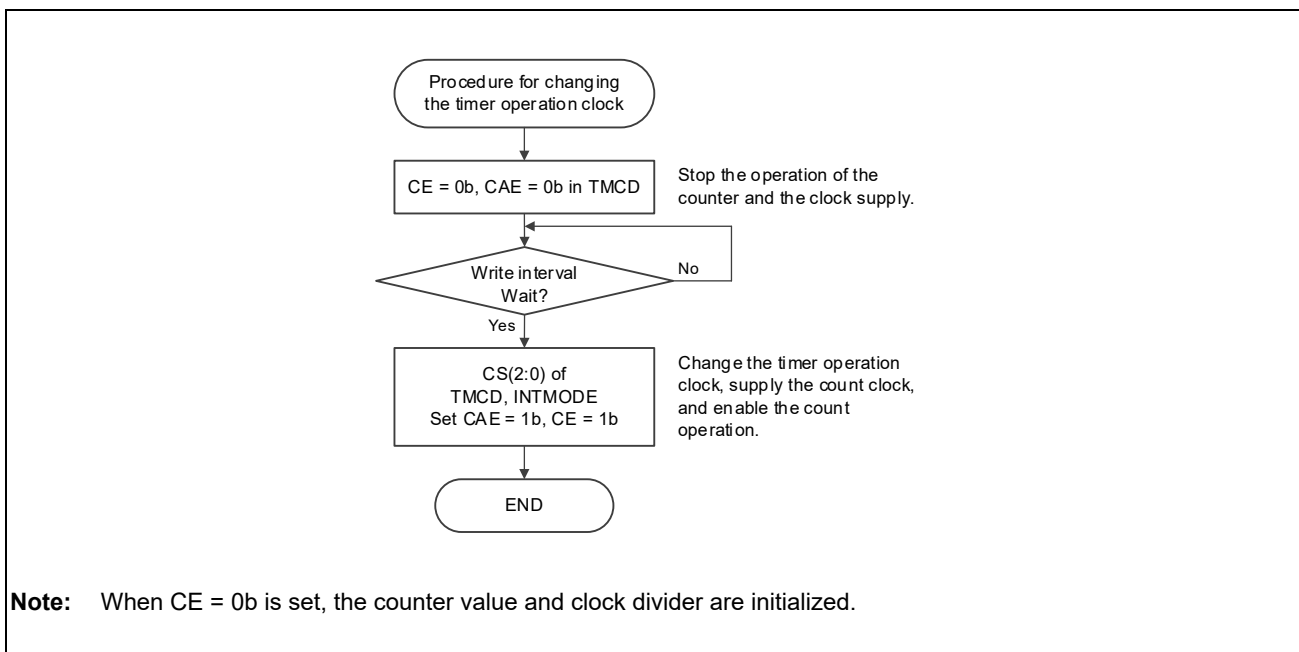 Procedure for changing
the timer operation clock
CE = 0b, CAE = 0b in TMCD
Stop the operation of the
counter and the clock supply.
Write interval
Wait?
No
Yes
CS(2:0) of
TMCD, INTMODE
Set CAE = 1b, CE = 1b
Change the timer operation
clock, supply the count clock,
and enable the count
operation.
END
Note: When CE = 0b is set, the counter value and clock divider are initialized.